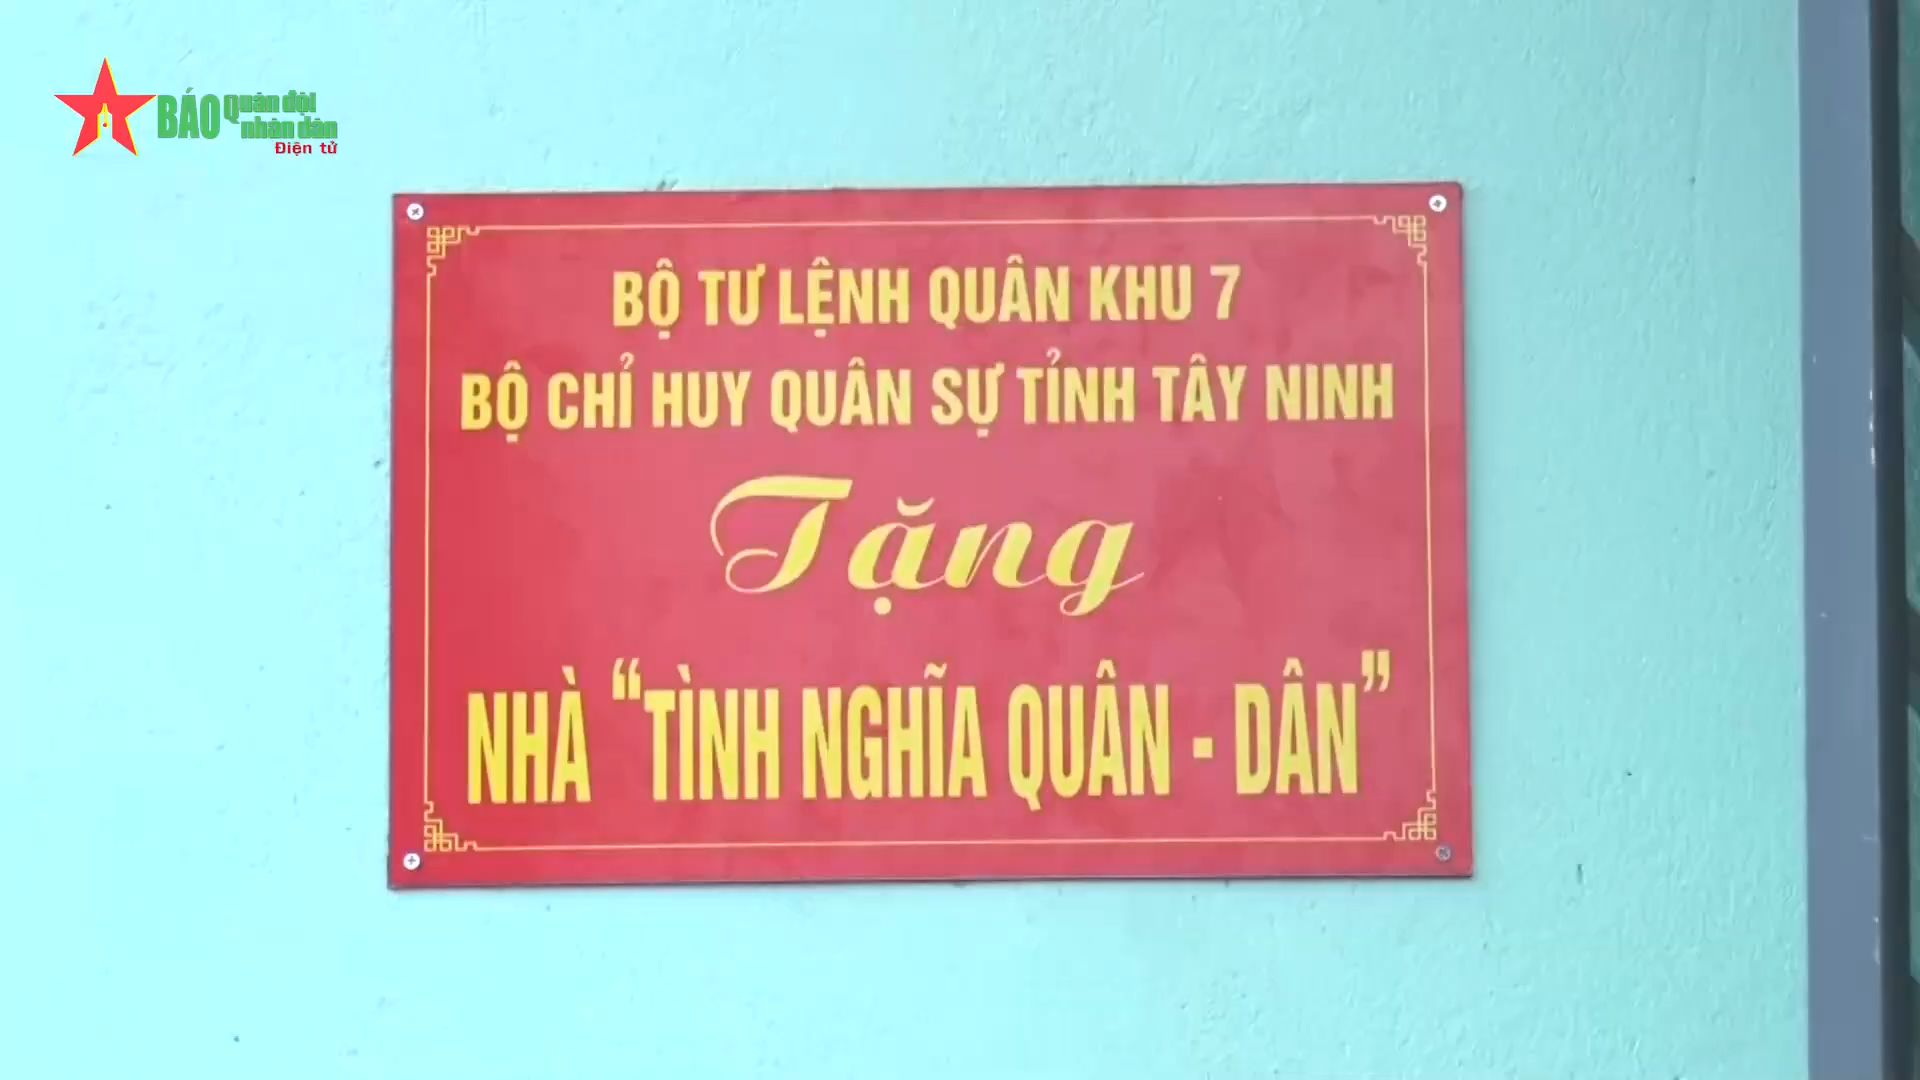 BÁO Quân đội
nhân dân
Điện tử
BỘ TƯ LỆNH QUÂN KHU 7
BỘ CHỈ HUY QUÂN SỰ TỈNH TÂY NINH
Tặng
NHÀ “TÌNH NGHĨA QUÂN - DÂN”